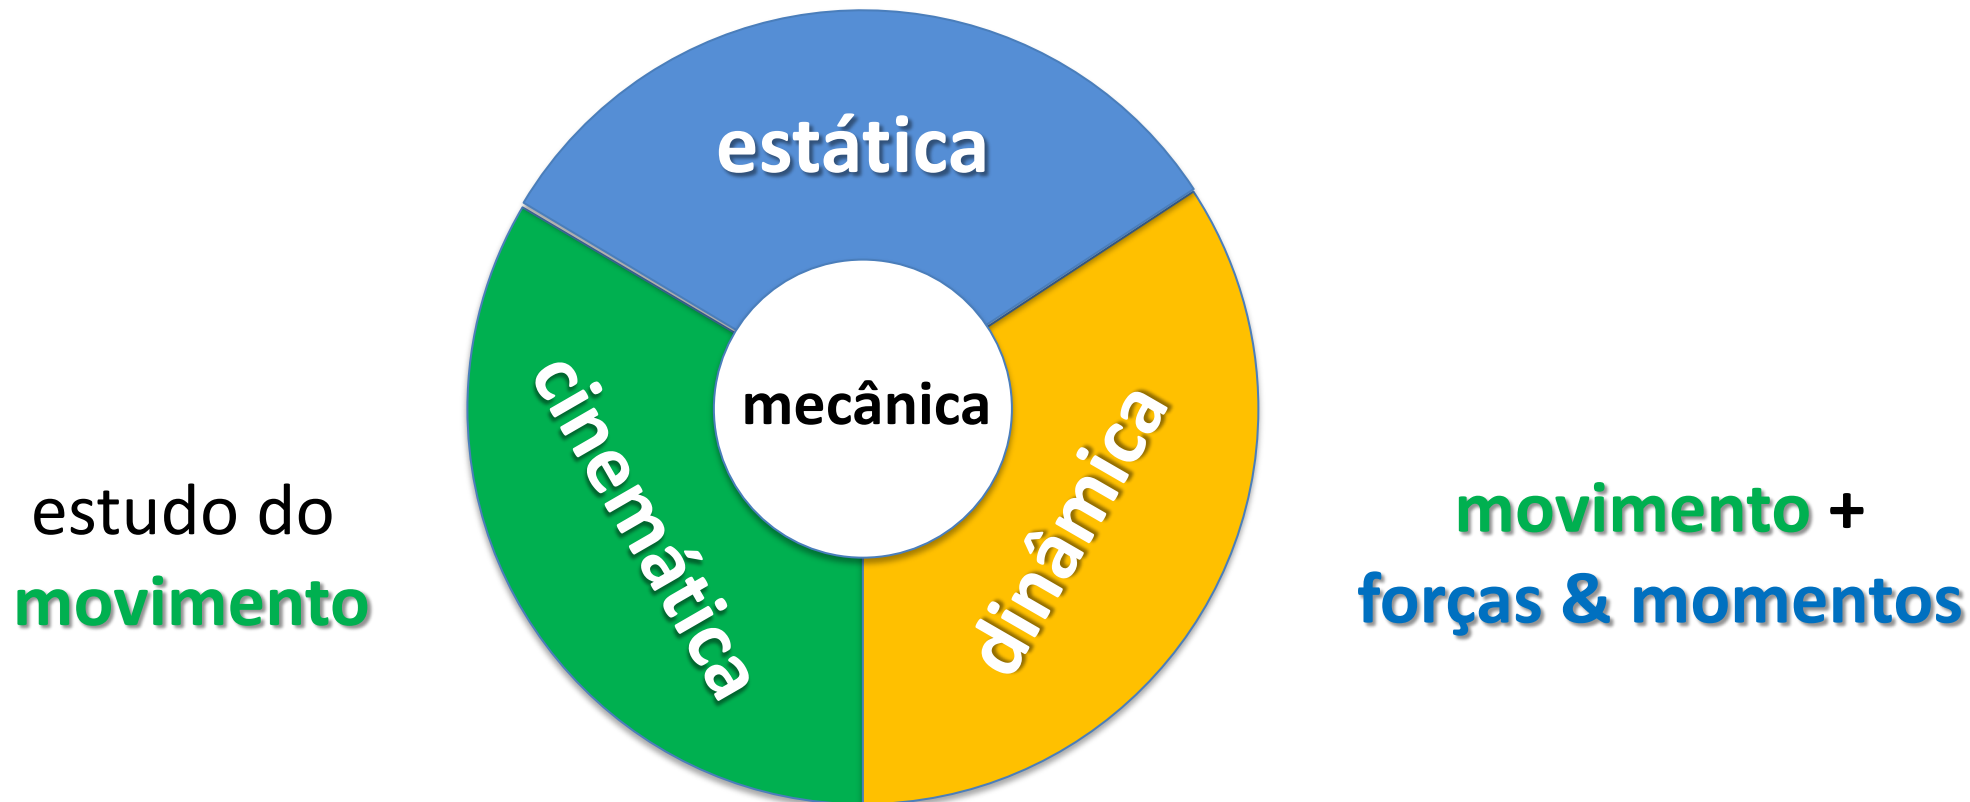 estática
cinemática
mecânica
dinâmica
estudo do
movimento
movimento +
forças & momentos